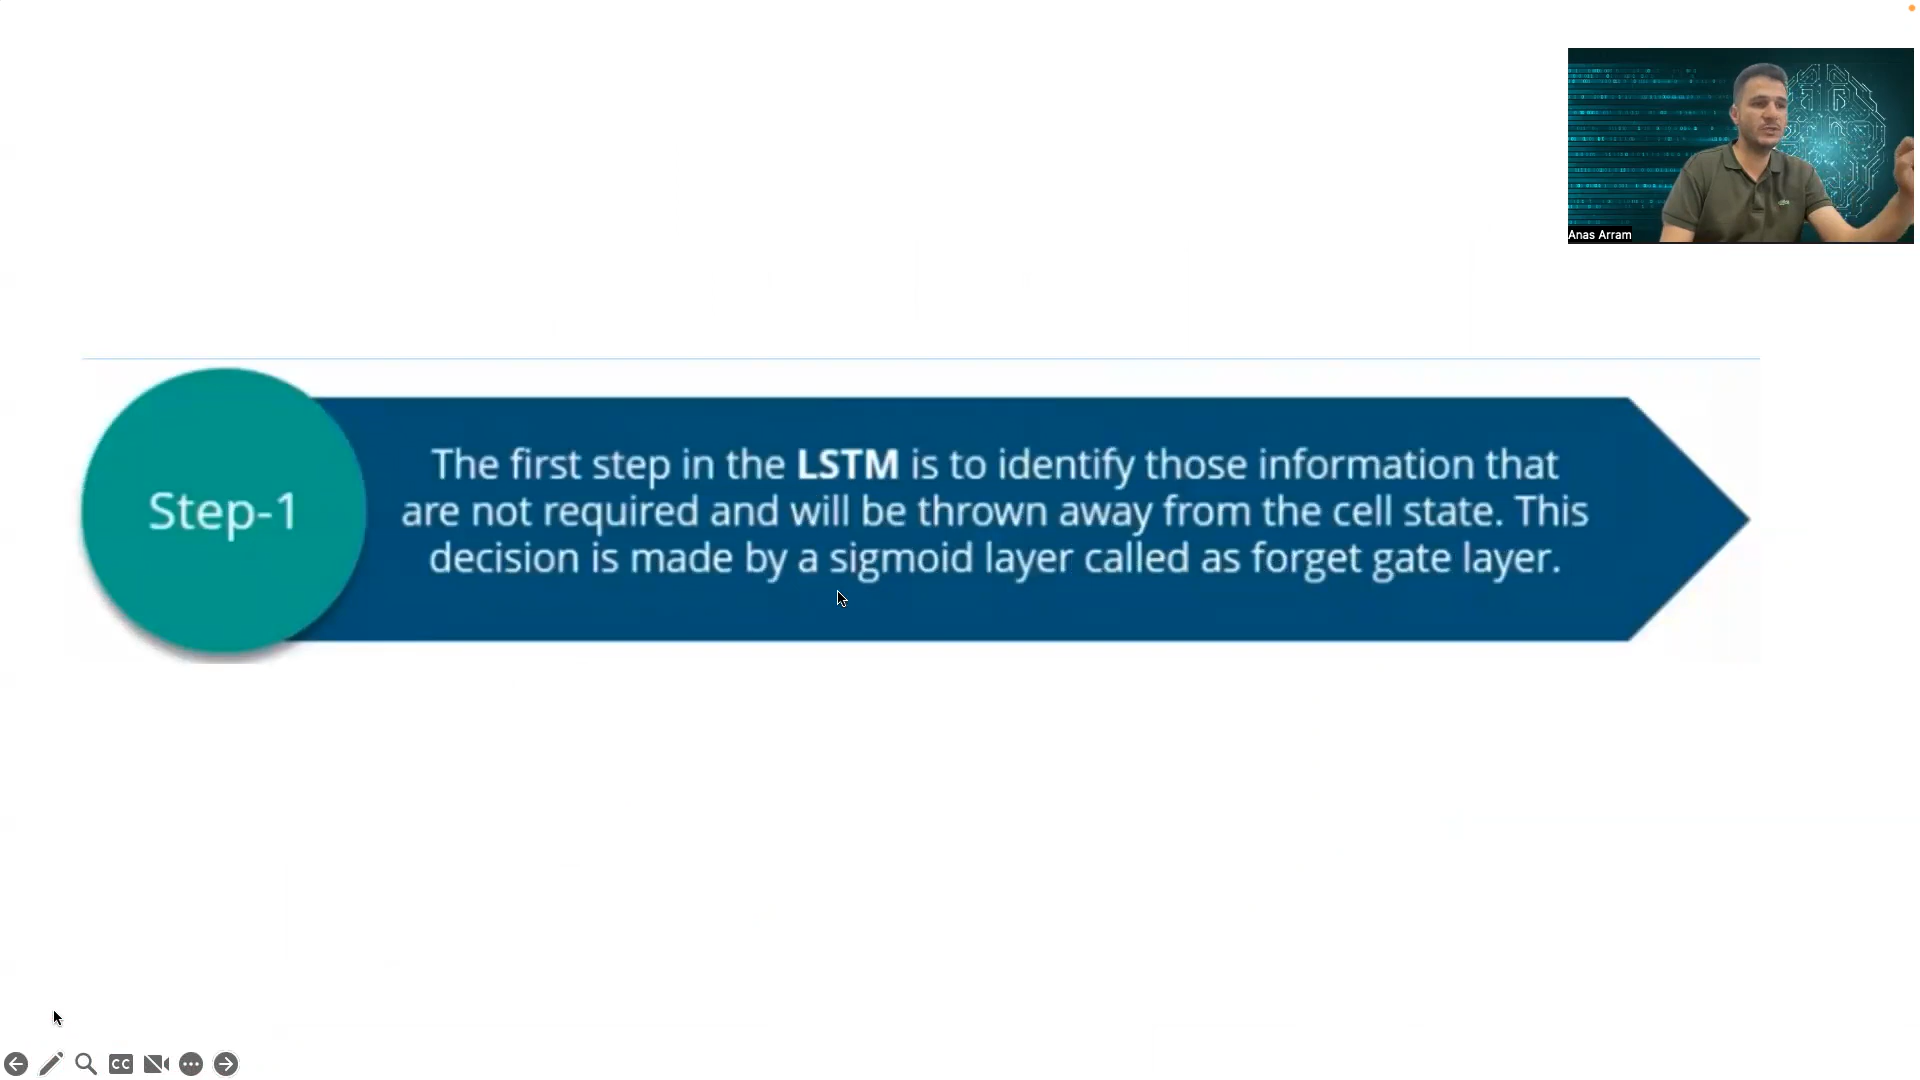 Anas Arram
Step-1
The first step in the LSTM is to identify those information that
are not required and will be thrown away from the cell state. This
decision is made by a sigmoid layer called as forget gate layer.
CC